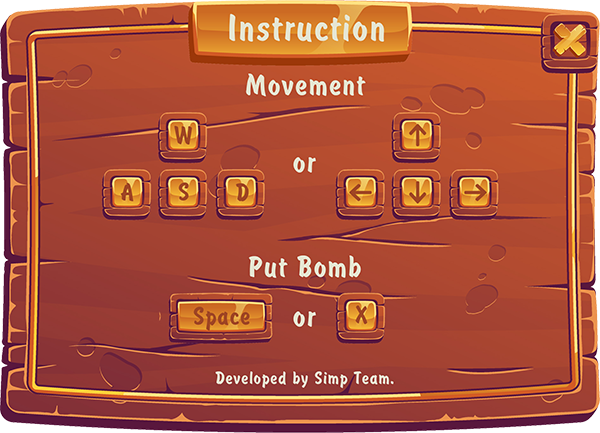 Instruction
Movement
W
↑
or
A S D
← ↓ →
Put Bomb
Space or X
Developed by Simp Team.